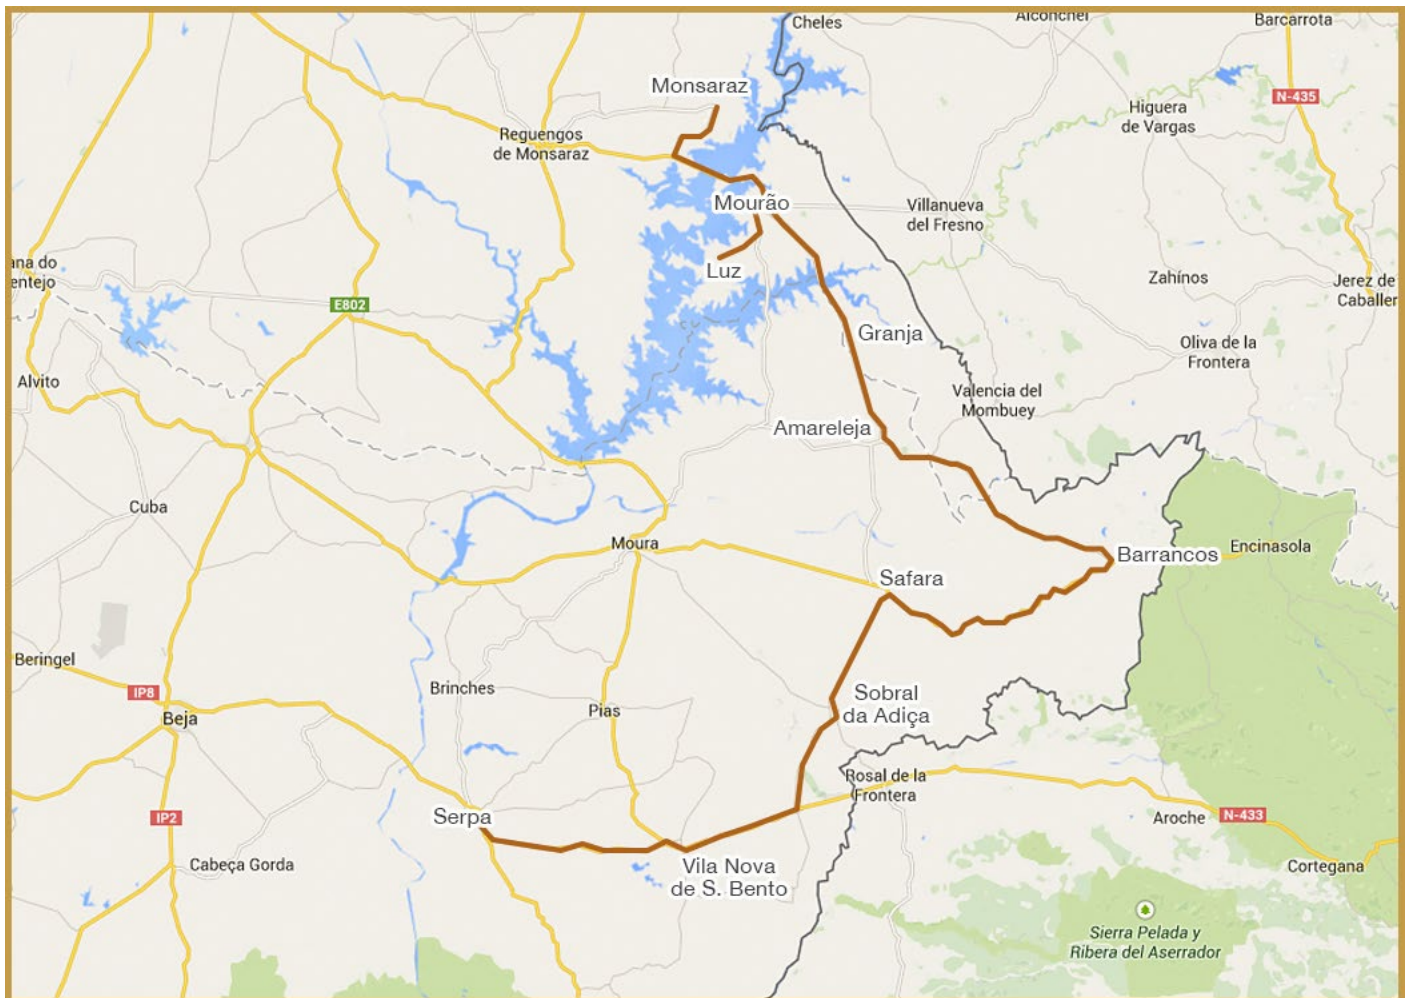 Cheles
Alconchel
Barcarrota
Monsaraz
N-435
Higuera
de Vargas
Reguengos
de Monsaraz
Mourão
Villanueva
del Fresno
ana do
entejo
Luz
Zahínos
Jerez de
Caballer
E802
Granja
Oliva de la
Frontera
Alvito
Valencia del
Mombuey
Amareleja
Cuba
Moura
Barrancos
Encinasola
Safara
Beringel
Brinches
IP8
Sobral
da Adiça
Beja
Pias
Rosal de la
Frontera
Serpa
IP2
Aroche
N-433
Cabeça Gorda
Vila Nova
de S. Bento
Cortegana
Sierra Pelada y
Ribera del Aserrador